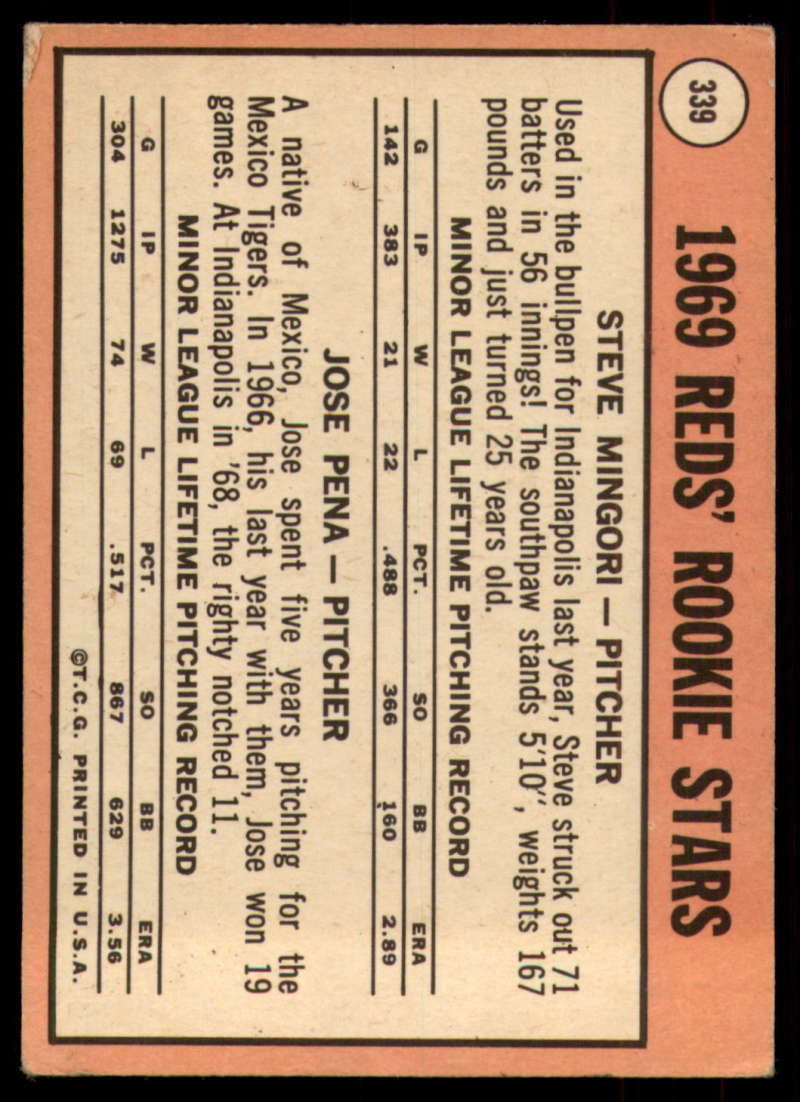 339
1969 REDS' ROOKIE STARS
STEVE MINGORI — PITCHER
Used in the bullpen for Indianapolis last year, Steve struck out 71
batters in 56 innings! The southpaw stands 5'10", weights 167
pounds and just turned 25 years old.
MINOR LEAGUE LIFETIME PITCHING RECORD
G IP W L PCT. SO BB ERA
142 383 21 22 .488 366 160 2.89
JOSE PENA — PITCHER
A native of Mexico, Jose spent five years pitching for the
Mexico Tigers. In 1966, his last year with them, Jose won 19
games. At Indianapolis in '68, the righty notched 11.
MINOR LEAGUE LIFETIME PITCHING RECORD
G IP W L PCT. SO BB ERA
304 1275 74 69 .517 867 629 3.56
©T.C.G. PRINTED IN U.S.A.